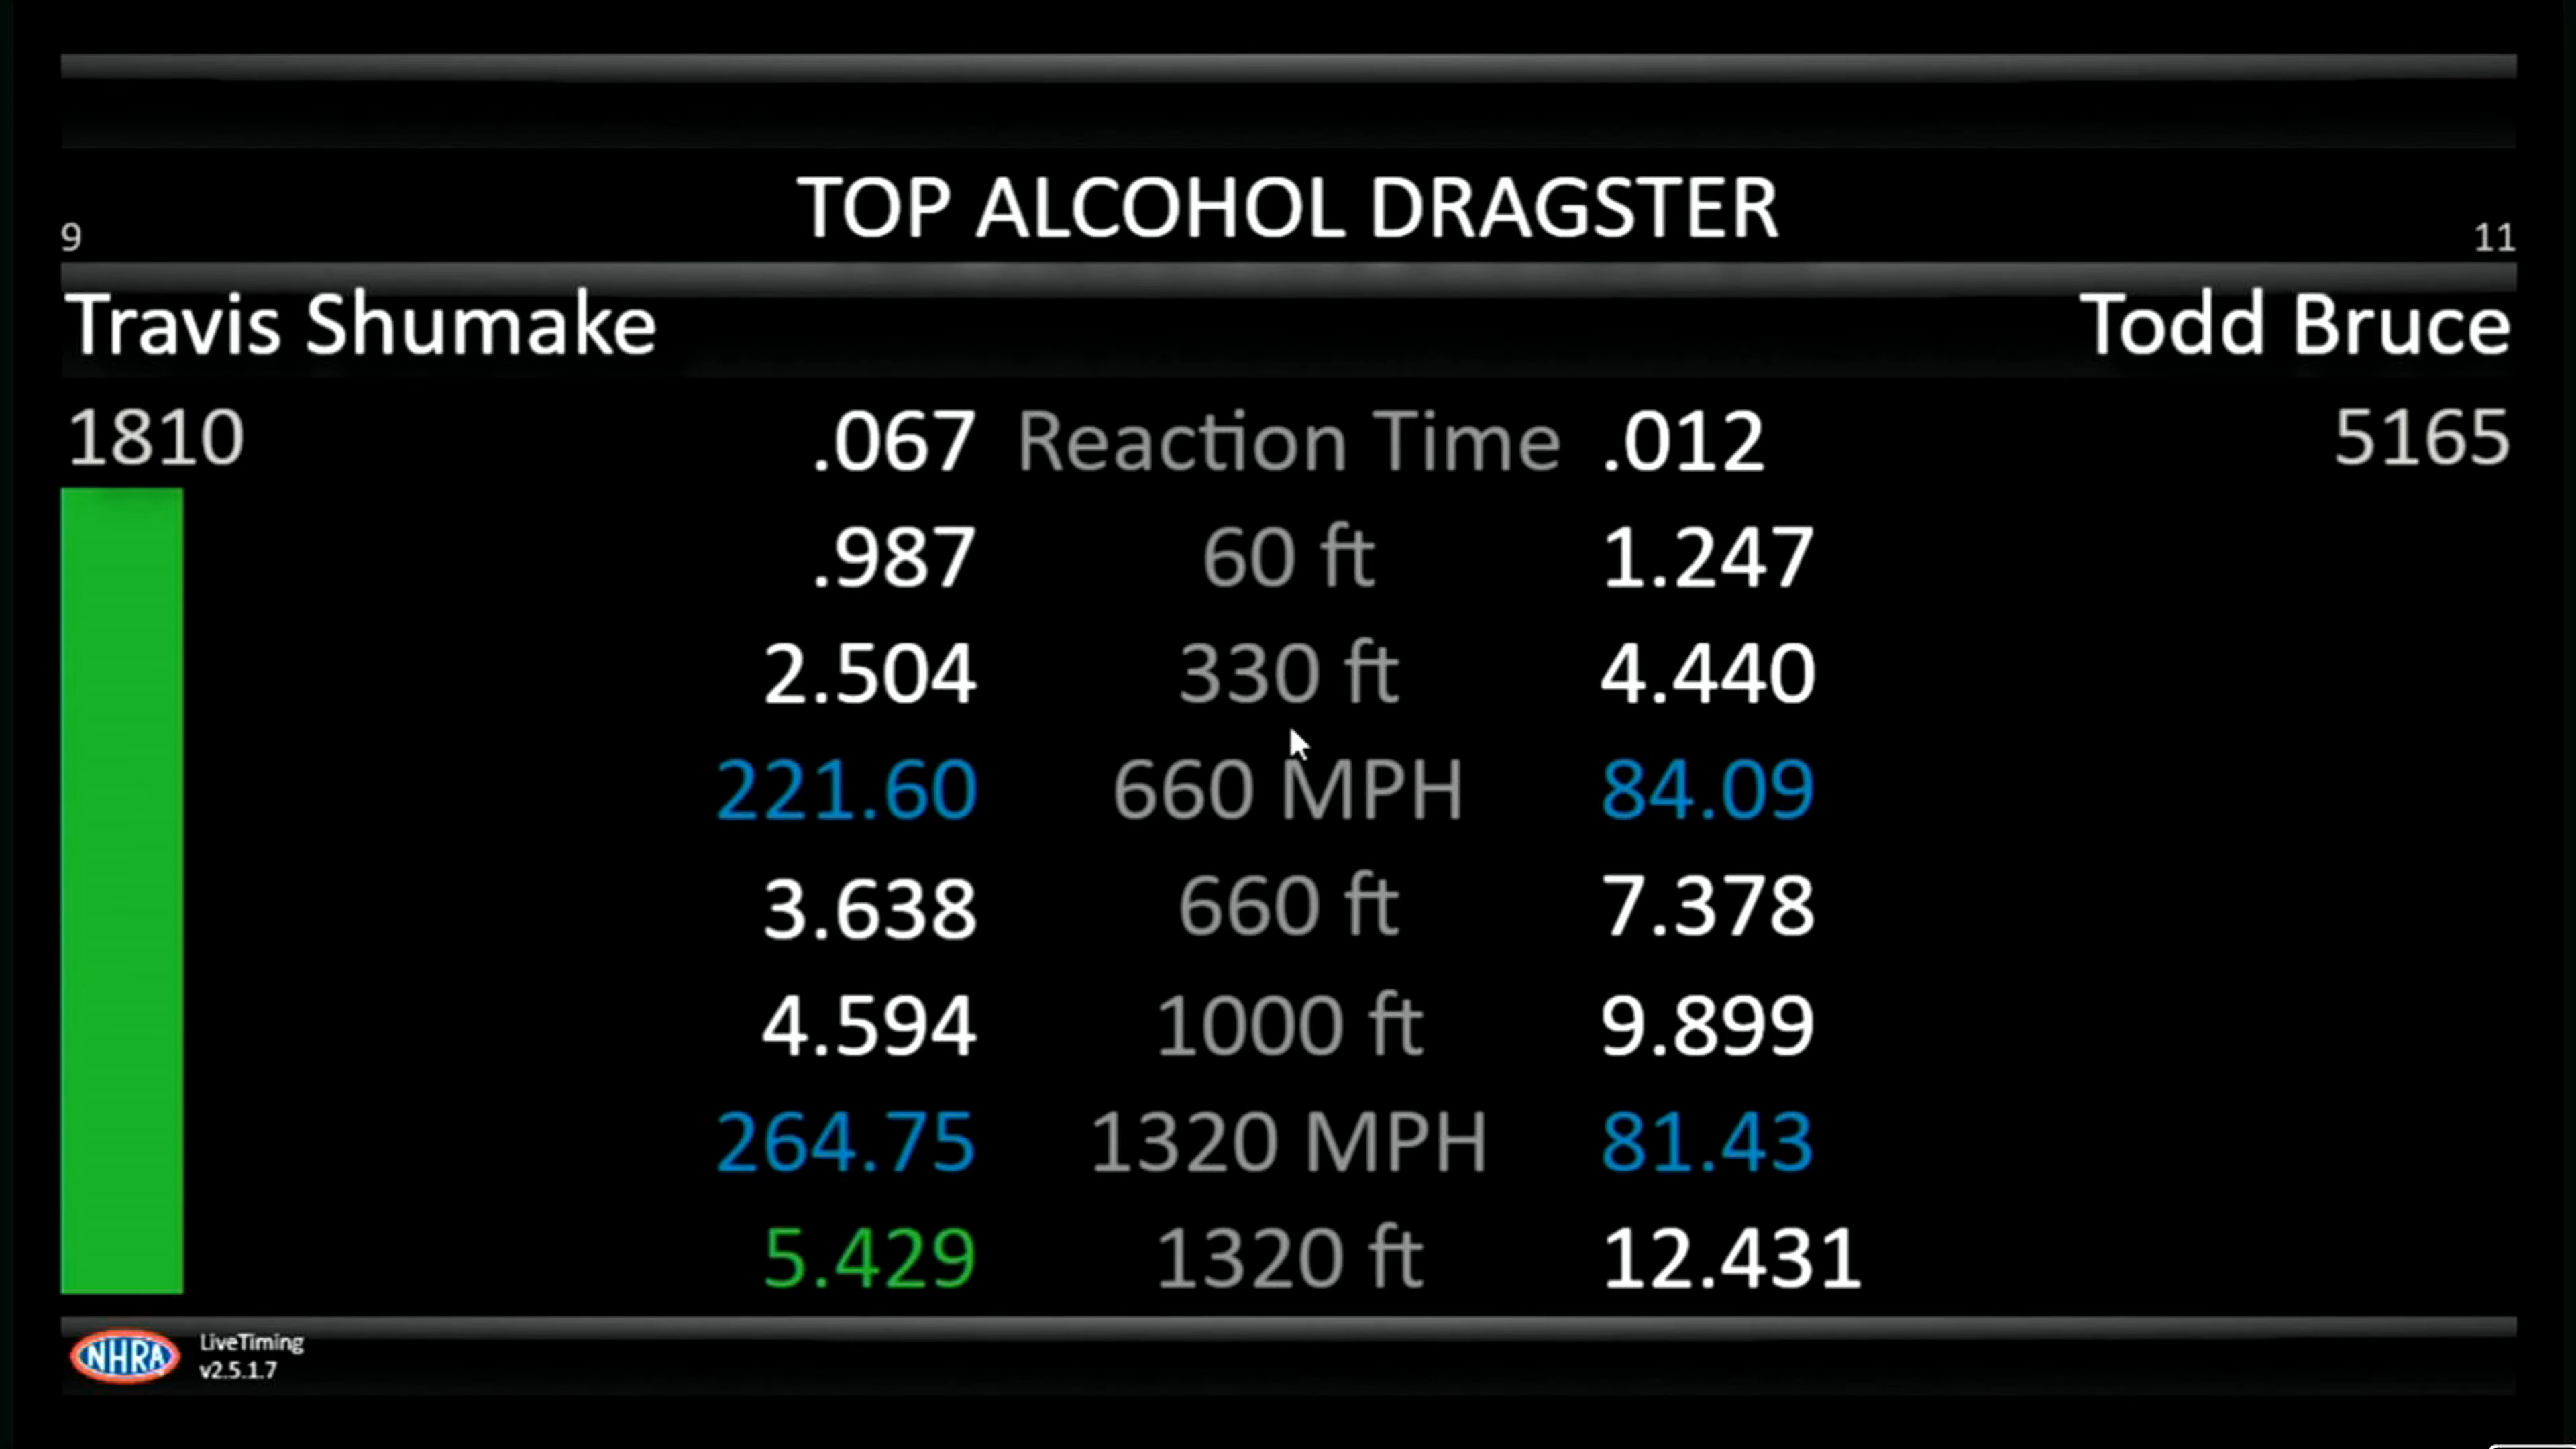 TOP ALCOHOL DRAGSTER
9 11
Travis Shumake Todd Bruce
1810 .067 Reaction Time .012 5165
.987 60 ft 1.247
2.504 330 ft 4.440
221.60 660 MPH 84.09
3.638 660 ft 7.378
4.594 1000 ft 9.899
264.75 1320 MPH 81.43
5.429 1320 ft 12.431
NHRA LiveTiming
v2.5.1.7